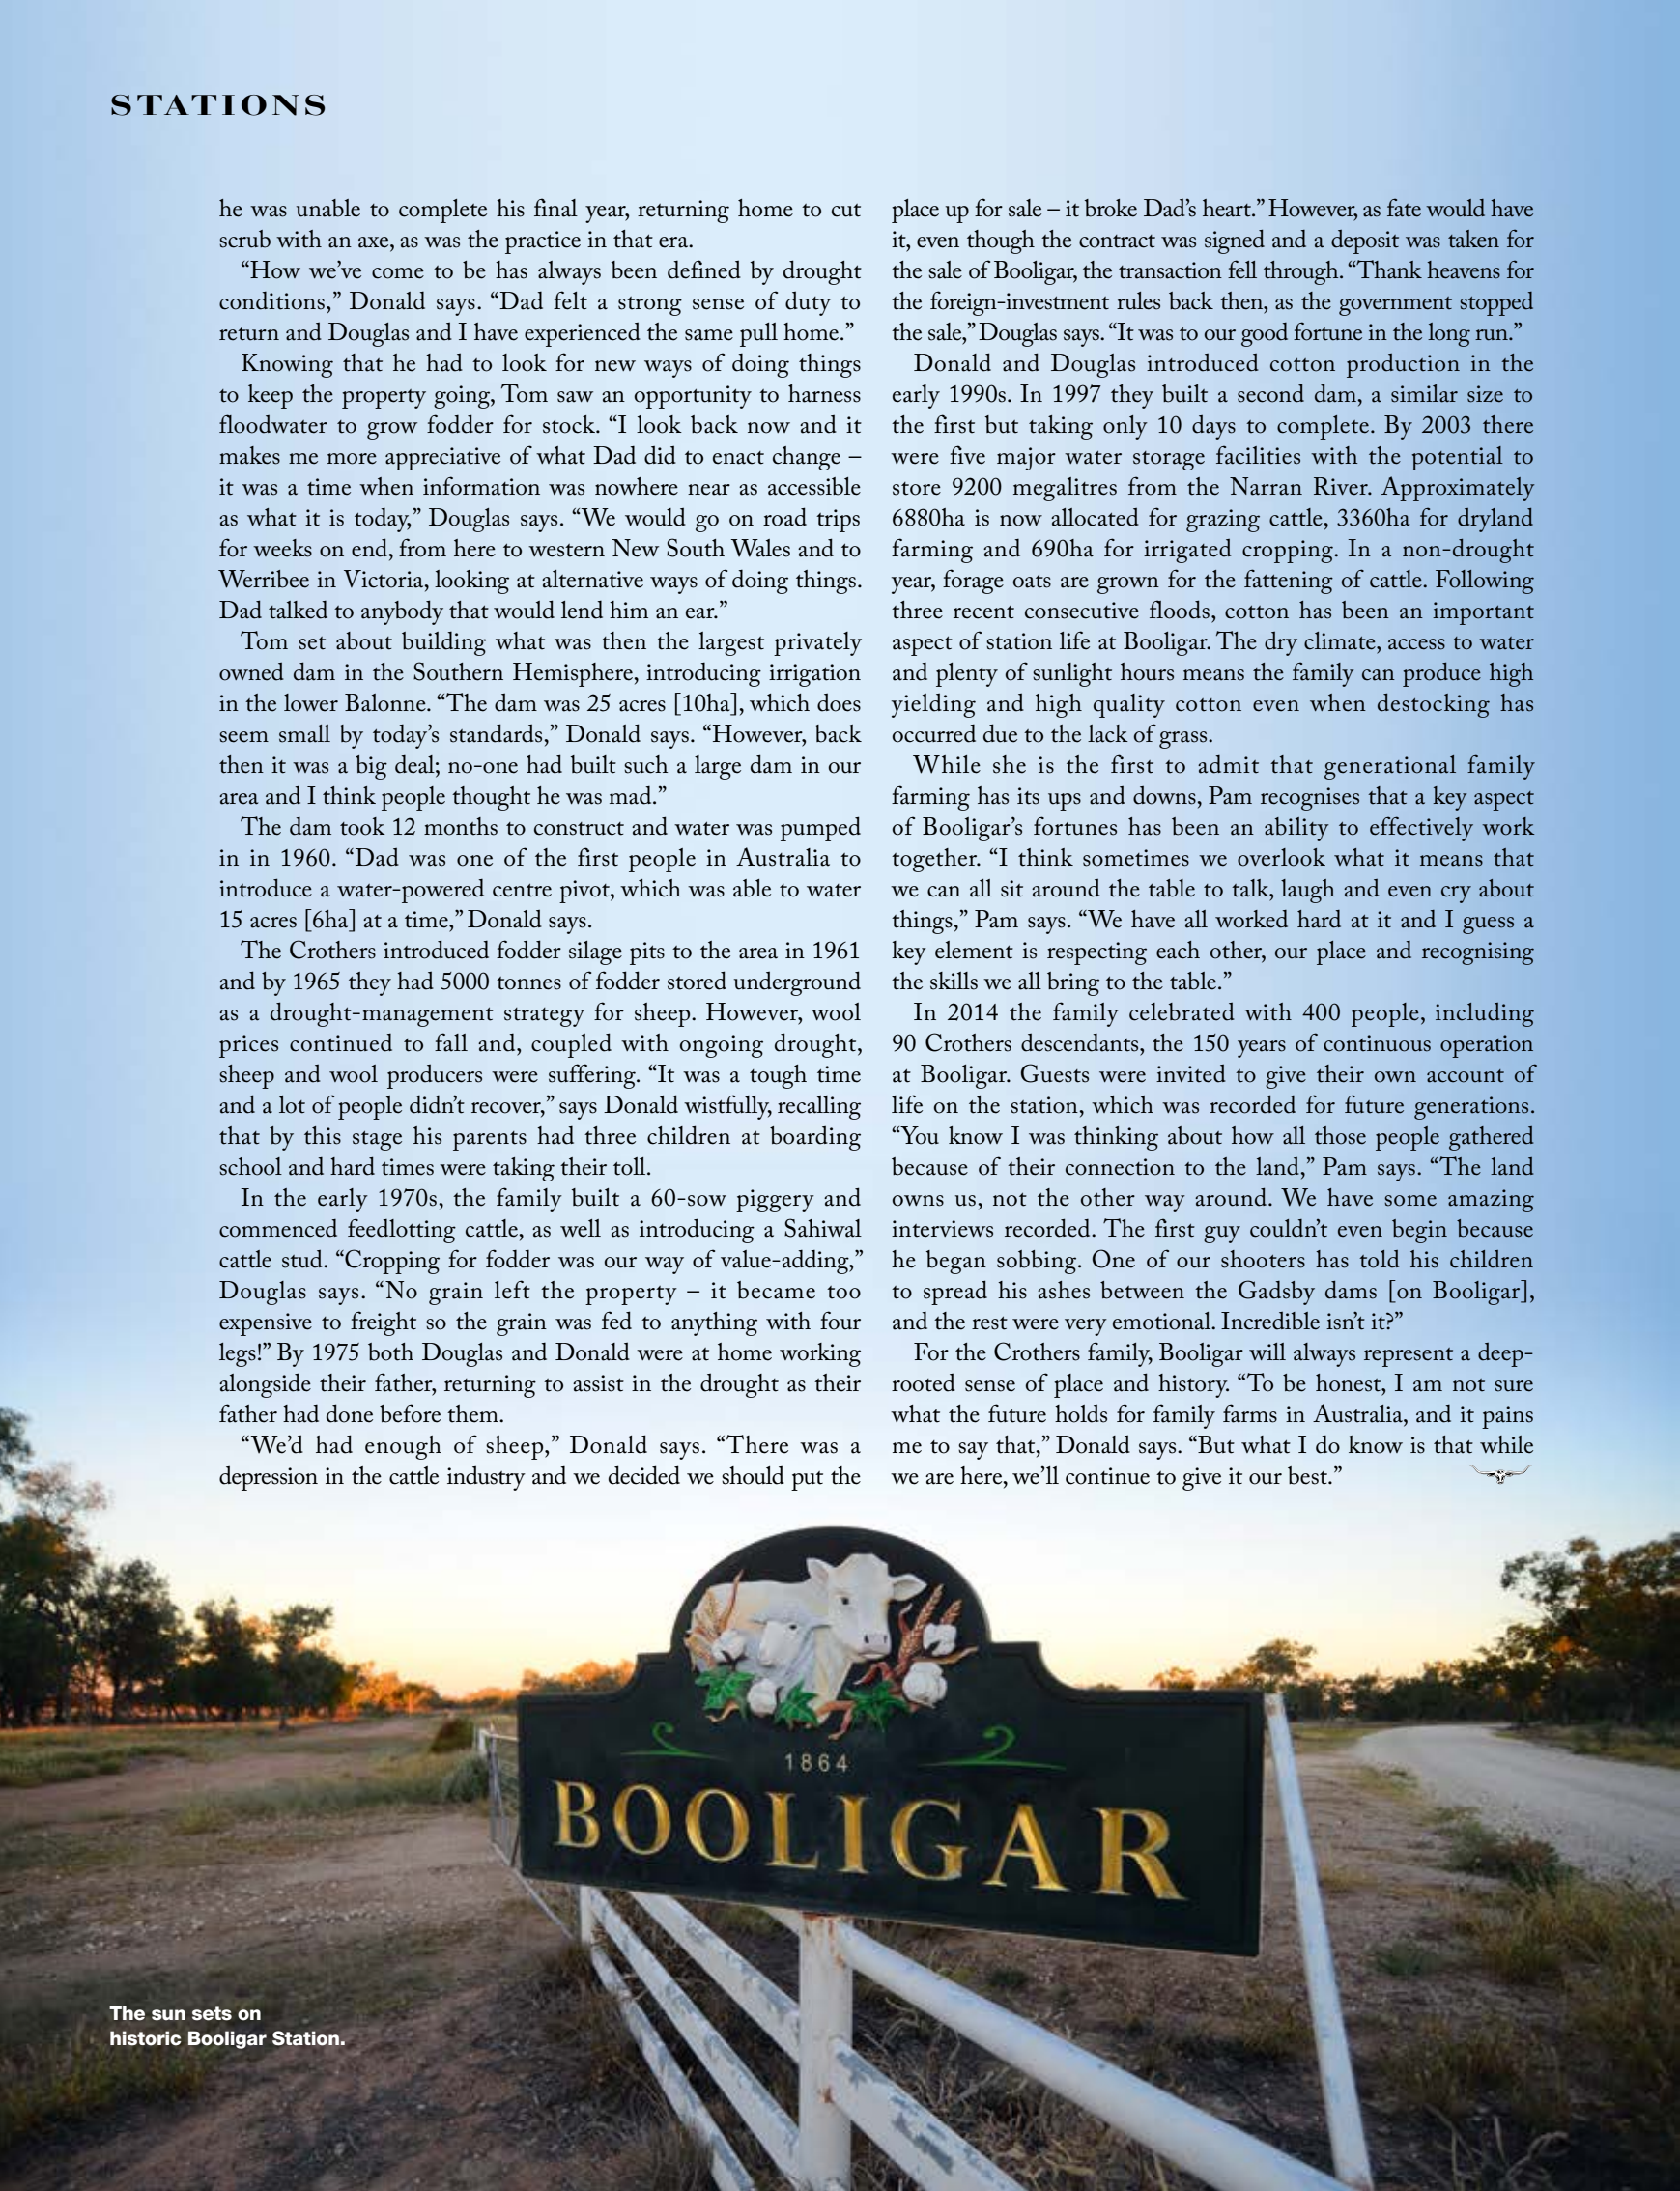 STATIONS
he was unable to complete his final year, returning home to cut
scrub with an axe, as was the practice in that era.
“How we’ve come to be has always been defined by drought
conditions,” Donald says. “Dad felt a strong sense of duty to
return and Douglas and I have experienced the same pull home.”
Knowing that he had to look for new ways of doing things
to keep the property going, Tom saw an opportunity to harness
floodwater to grow fodder for stock. “I look back now and it
makes me more appreciative of what Dad did to enact change –
it was a time when information was nowhere near as accessible
as what it is today,” Douglas says. “We would go on road trips
for weeks on end, from here to western New South Wales and to
Werribee in Victoria, looking at alternative ways of doing things.
Dad talked to anybody that would lend him an ear.”
Tom set about building what was then the largest privately
owned dam in the Southern Hemisphere, introducing irrigation
in the lower Balonne. “The dam was 25 acres [10ha], which does
seem small by today’s standards,” Donald says. “However, back
then it was a big deal; no-one had built such a large dam in our
area and I think people thought he was mad.”
The dam took 12 months to construct and water was pumped
in in 1960. “Dad was one of the first people in Australia to
introduce a water-powered centre pivot, which was able to water
15 acres [6ha] at a time,” Donald says.
The Crothers introduced fodder silage pits to the area in 1961
and by 1965 they had 5000 tonnes of fodder stored underground
as a drought-management strategy for sheep. However, wool
prices continued to fall and, coupled with ongoing drought,
sheep and wool producers were suffering. “It was a tough time
and a lot of people didn’t recover,” says Donald wistfully, recalling
that by this stage his parents had three children at boarding
school and hard times were taking their toll.
In the early 1970s, the family built a 60-sow piggery and
commenced feedlotting cattle, as well as introducing a Sahiwal
cattle stud. “Cropping for fodder was our way of value-adding,”
Douglas says. “No grain left the property – it became too
expensive to freight so the grain was fed to anything with four
legs!” By 1975 both Douglas and Donald were at home working
alongside their father, returning to assist in the drought as their
father had done before them.
“We’d had enough of sheep,” Donald says. “There was a
depression in the cattle industry and we decided we should put the
place up for sale – it broke Dad’s heart.” However, as fate would have
it, even though the contract was signed and a deposit was taken for
the sale of Booligar, the transaction fell through. “Thank heavens for
the foreign-investment rules back then, as the government stopped
the sale,” Douglas says. “It was to our good fortune in the long run.”
Donald and Douglas introduced cotton production in the
early 1990s. In 1997 they built a second dam, a similar size to
the first but taking only 10 days to complete. By 2003 there
were five major water storage facilities with the potential to
store 9200 megalitres from the Narran River. Approximately
6880ha is now allocated for grazing cattle, 3360ha for dryland
farming and 690ha for irrigated cropping. In a non-drought
year, forage oats are grown for the fattening of cattle. Following
three recent consecutive floods, cotton has been an important
aspect of station life at Booligar. The dry climate, access to water
and plenty of sunlight hours means the family can produce high
yielding and high quality cotton even when destocking has
occurred due to the lack of grass.
While she is the first to admit that generational family
farming has its ups and downs, Pam recognises that a key aspect
of Booligar’s fortunes has been an ability to effectively work
together. “I think sometimes we overlook what it means that
we can all sit around the table to talk, laugh and even cry about
things,” Pam says. “We have all worked hard at it and I guess a
key element is respecting each other, our place and recognising
the skills we all bring to the table.”
In 2014 the family celebrated with 400 people, including
90 Crothers descendants, the 150 years of continuous operation
at Booligar. Guests were invited to give their own account of
life on the station, which was recorded for future generations.
“You know I was thinking about how all those people gathered
because of their connection to the land,” Pam says. “The land
owns us, not the other way around. We have some amazing
interviews recorded. The first guy couldn’t even begin because
he began sobbing. One of our shooters has told his children
to spread his ashes between the Gadsby dams [on Booligar],
and the rest were very emotional. Incredible isn’t it?”
For the Crothers family, Booligar will always represent a deep-
rooted sense of place and history. “To be honest, I am not sure
what the future holds for family farms in Australia, and it pains
me to say that,” Donald says. “But what I do know is that while
we are here, we’ll continue to give it our best.”
1864
BOOLIGAR
The sun sets on
historic Booligar Station.